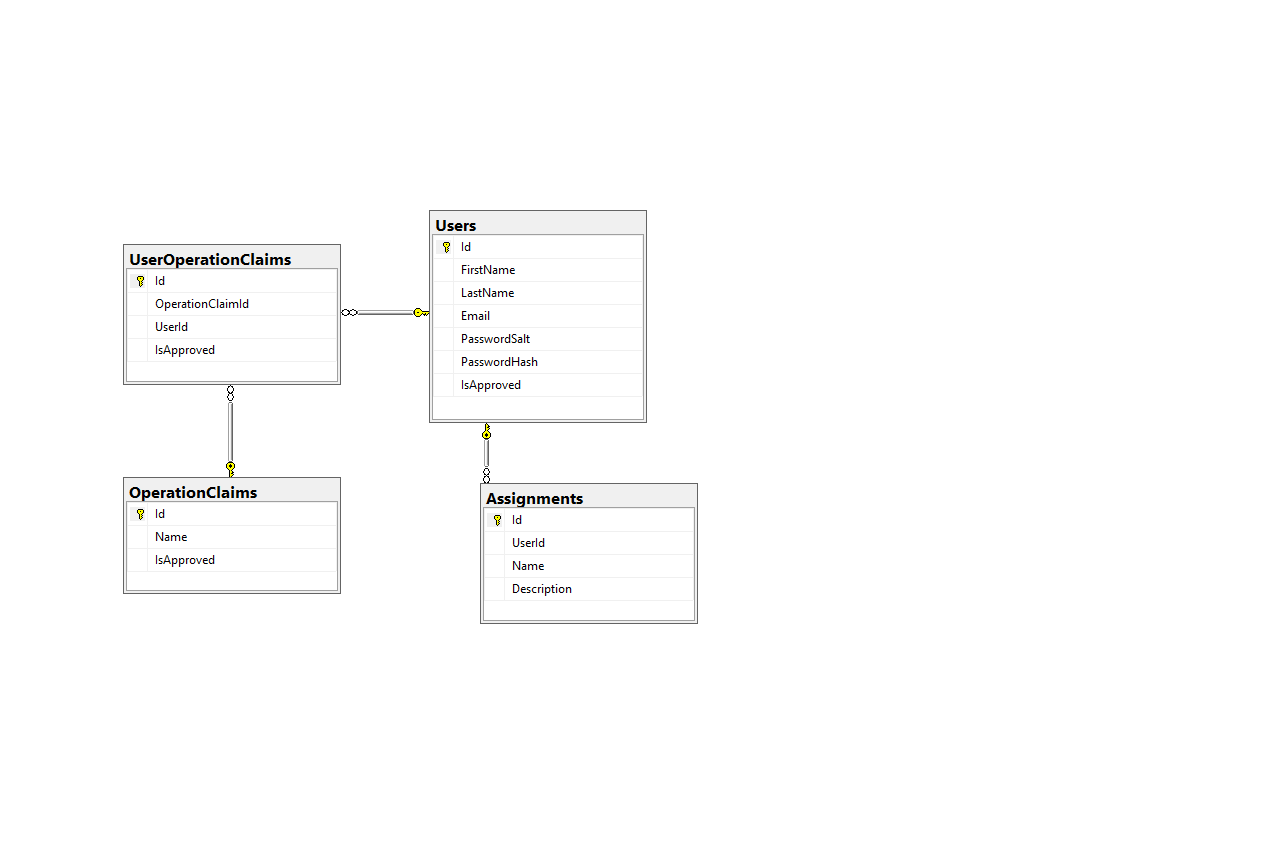 Users
Id
FirstName
LastName
Email
PasswordSalt
PasswordHash
IsApproved
UserOperationClaims
Id
OperationClaimId
UserId
IsApproved
OperationClaims
Id
Name
IsApproved
Assignments
Id
UserId
Name
Description